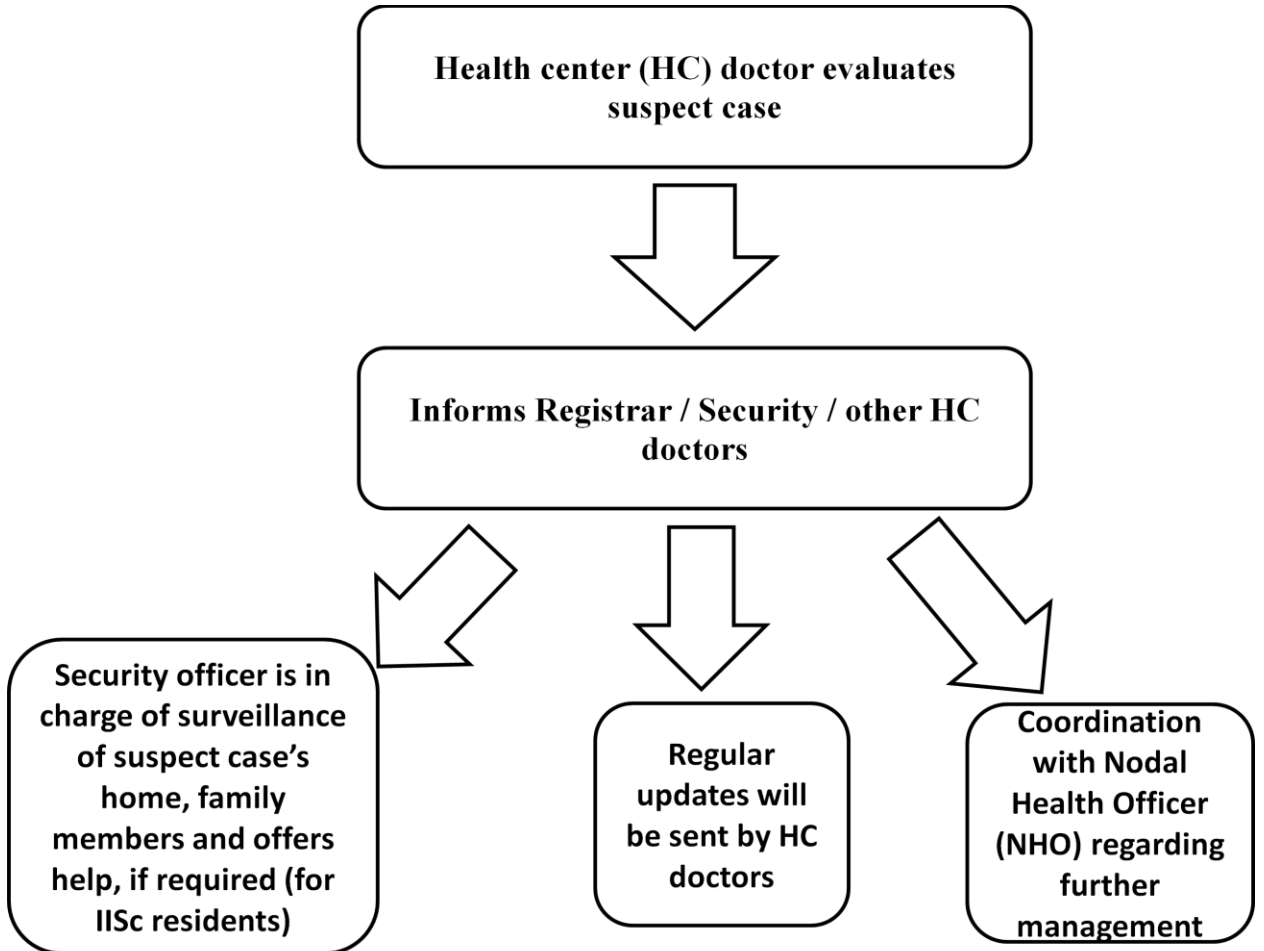 Health center (HC) doctor evaluates
suspect case
Informs Registrar / Security / other HC
doctors
Security officer is in
charge of surveillance
of suspect case’s
home, family
members and offers
help, if required (for
IISc residents)
Regular
updates will
be sent by HC
doctors
Coordination
with Nodal
Health Officer
(NHO) regarding
further
management